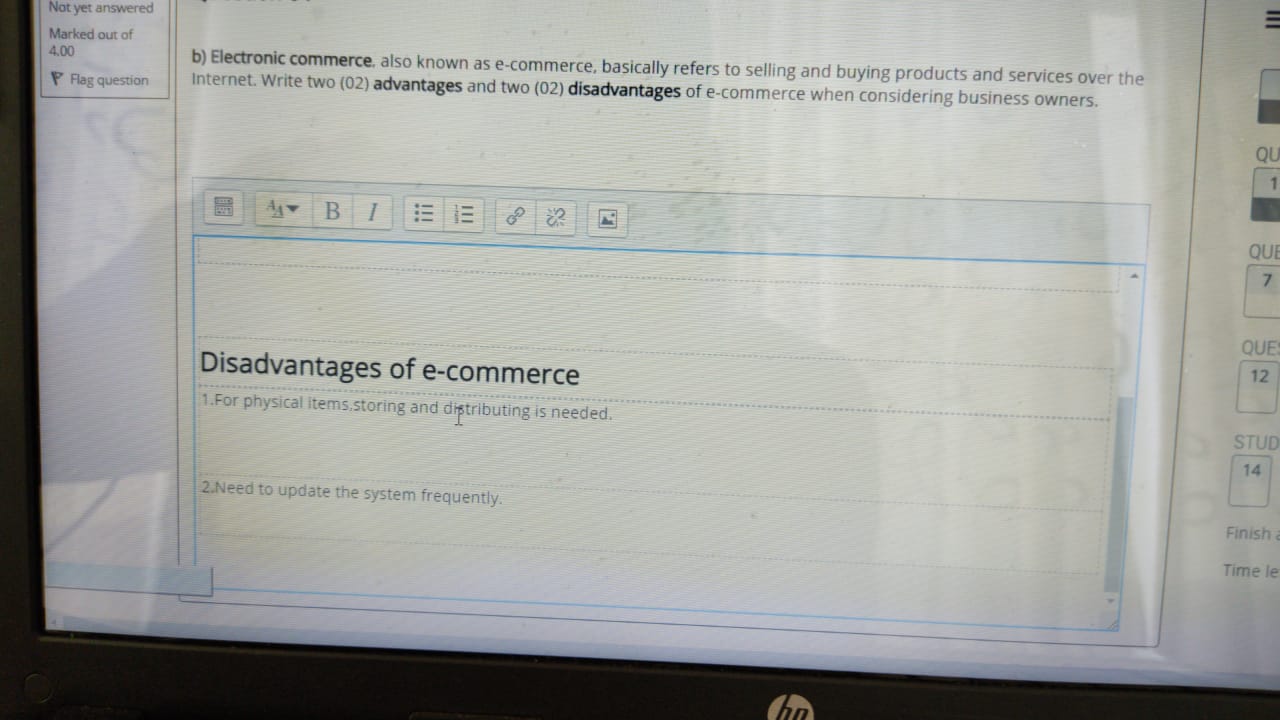 Not yet answered
Marked out of
4.00
Flag question
b) Electronic commerce, also known as e-commerce, basically refers to selling and buying products and services over the
Internet. Write two (02) advantages and two (02) disadvantages of e-commerce when considering business owners.
B I
Disadvantages of e-commerce
1.For physical items,storing and distributing is needed.
2.Need to update the system frequently.
QU
1
QUE
7
QUES
12
STUD
14
Finish
Time le
hp